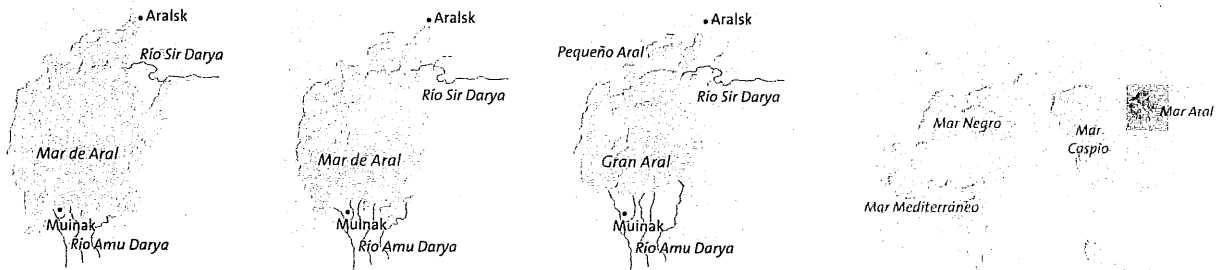 Aralsk
Río Sir Darya
Mar de Aral
Muinak
Río Amu Darya
Aralsk
Río Sir Darya
Mar de Aral
Muinak
Río Amu Darya
Aralsk
Pequeño Aral
Río Sir Darya
Gran Aral
Muinak
Río Amu Darya
Mar Negro
Mar Caspio
Mar Aral
Mar Mediterráneo